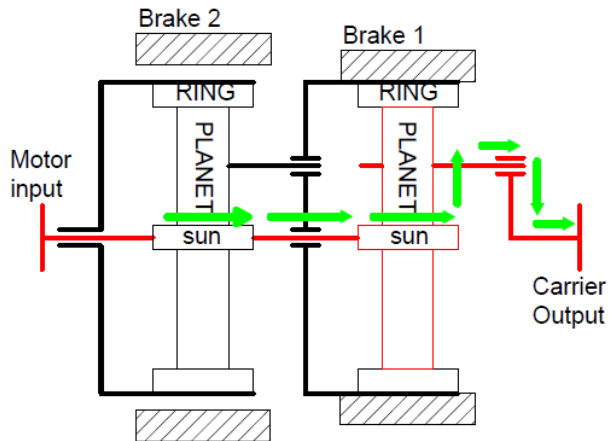 Brake 2
Brake 1
RING
RING
PLANET
PLANET
Motor
input
sun
sun
Carrier
Output